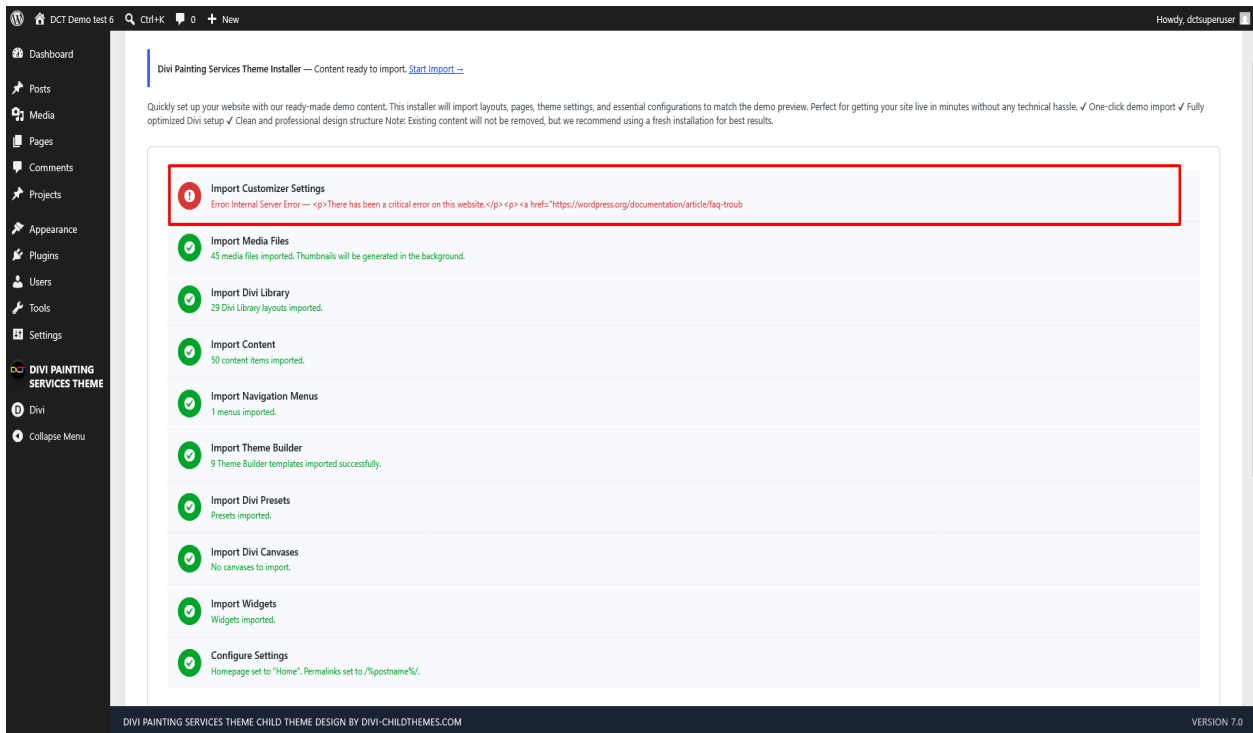 DCT Demo test 6 Ctrl+K 0 + New Howdy, dctsuperuser
Dashboard
Posts
Media
Pages
Comments
Projects
Appearance
Plugins
Users
Tools
Settings
DIVI PAINTING
SERVICES THEME
Divi
Collapse Menu
Divi Painting Services Theme Installer — Content ready to import. Start Import →
Quickly set up your website with our ready-made demo content. This installer will import layouts, pages, theme settings, and essential configurations to match the demo preview. Perfect for getting your site live in minutes without any technical hassle. ✓ One-click demo import ✓ Fully
optimized Divi setup ✓ Clean and professional design structure Note: Existing content will not be removed, but we recommend using a fresh installation for best results.
Import Customizer Settings
Error: Internal Server Error — <p>There has been a critical error on this website.</p><p><a href="https://wordpress.org/documentation/article/faq-troub
Import Media Files
45 media files imported. Thumbnails will be generated in the background.
Import Divi Library
29 Divi Library layouts imported.
Import Content
50 content items imported.
Import Navigation Menus
1 menus imported.
Import Theme Builder
9 Theme Builder templates imported successfully.
Import Divi Presets
Presets imported.
Import Divi Canvases
No canvases to import.
Import Widgets
Widgets imported.
Configure Settings
Homepage set to "Home". Permalinks set to /%postname%/.
DIVI PAINTING SERVICES THEME CHILD THEME DESIGN BY DIVI-CHILDTHEMES.COM VERSION 7.0